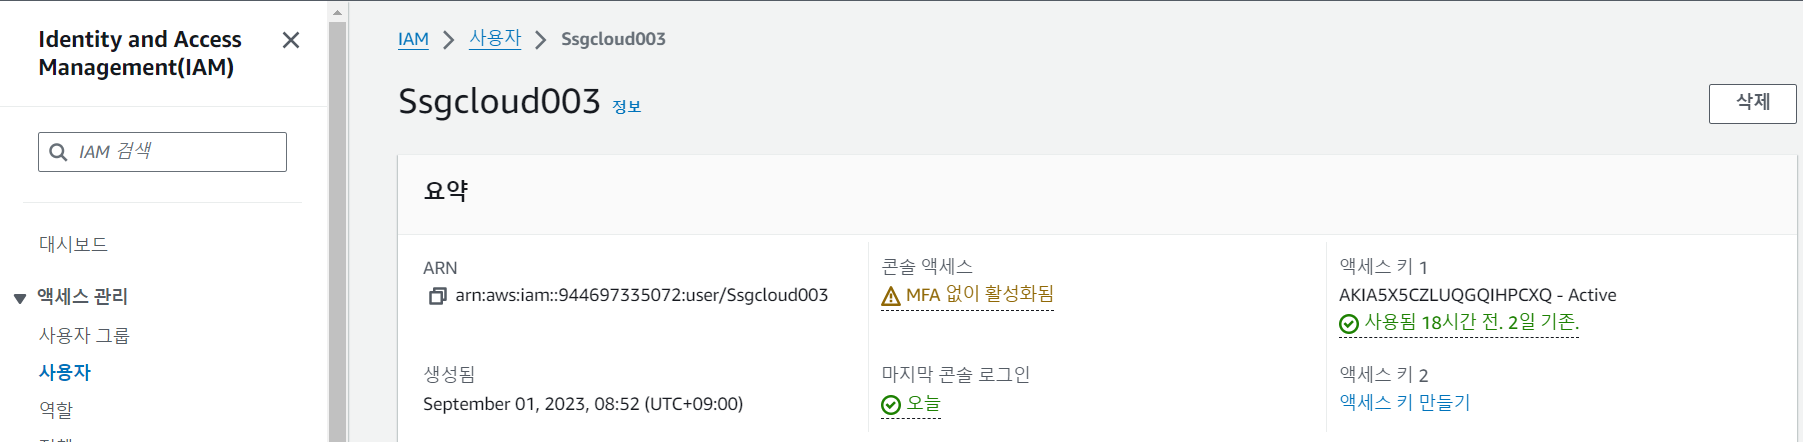 Identity and Access
Management(IAM)
IAM 검색
대시보드
액세스 관리
사용자 그룹
사용자
역할
IAM
사용자
Ssgcloud003
Ssgcloud003 정보
삭제
요약
ARN
arn:aws:iam::944697335072:user/Ssgcloud003
콘솔 액세스
MFA 없이 활성화됨
액세스 키 1
AKIA5X5CZLUQGQIHPCXQ - Active
사용됨 18시간 전. 2일 기존.
생성됨
September 01, 2023, 08:52 (UTC+09:00)
마지막 콘솔 로그인
오늘
액세스 키 2
액세스 키 만들기